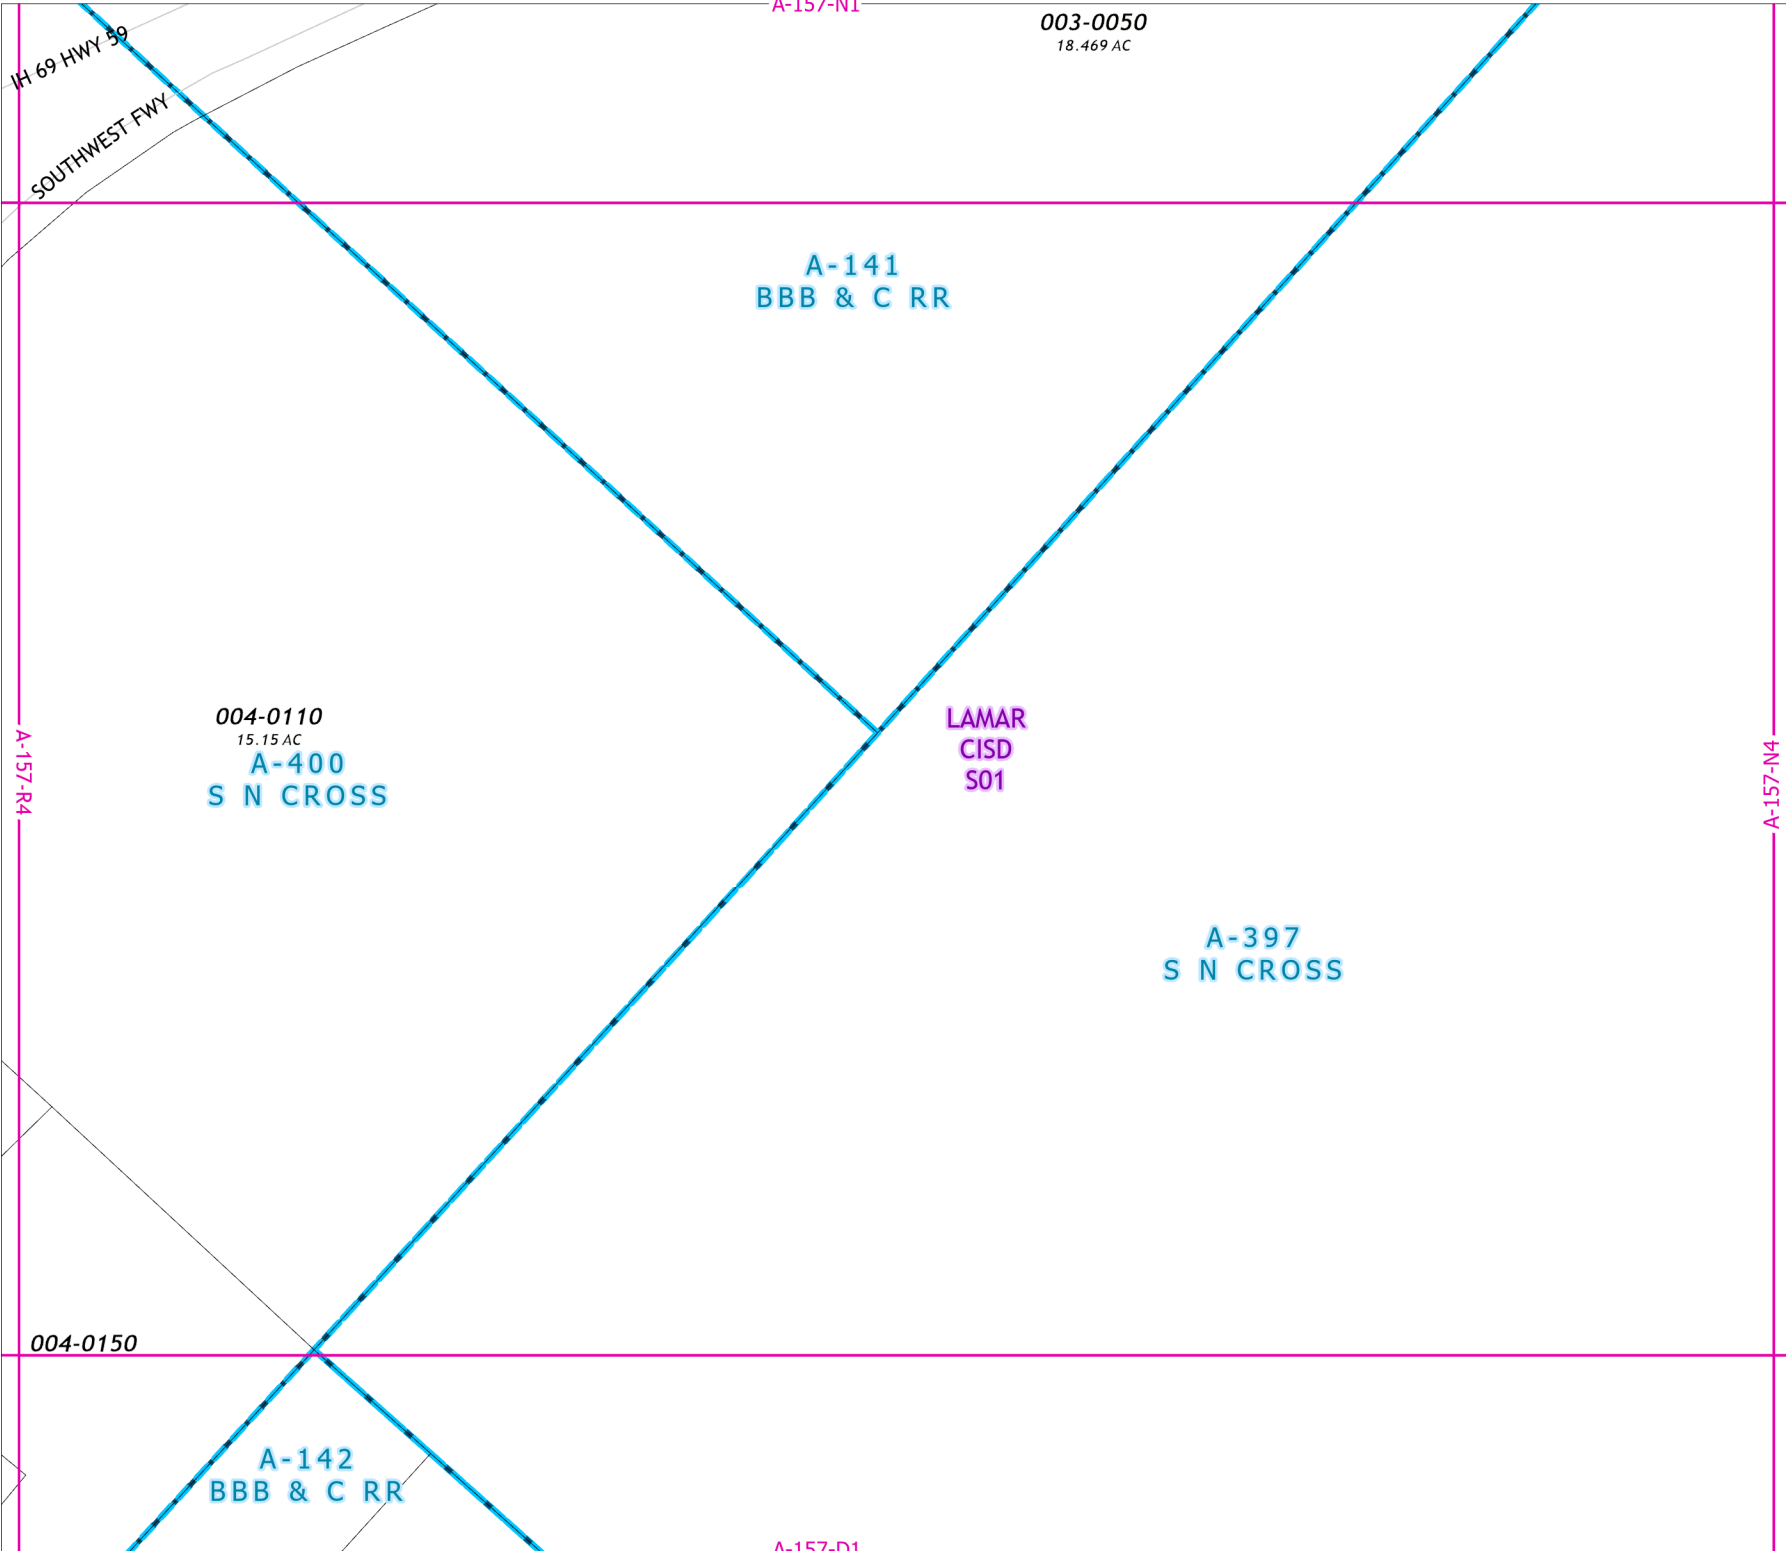 A-157-N1
003-0050
18.469 AC
IH 69 HWY 59
SOUTHWEST FWY
A-141
BBB & C RR
004-0110
15.15 AC
A-400
S N CROSS
LAMAR
CISD
S01
A-157-R4
A-157-N4
A-397
S N CROSS
004-0150
A-142
BBB & C RR
A-157-D1